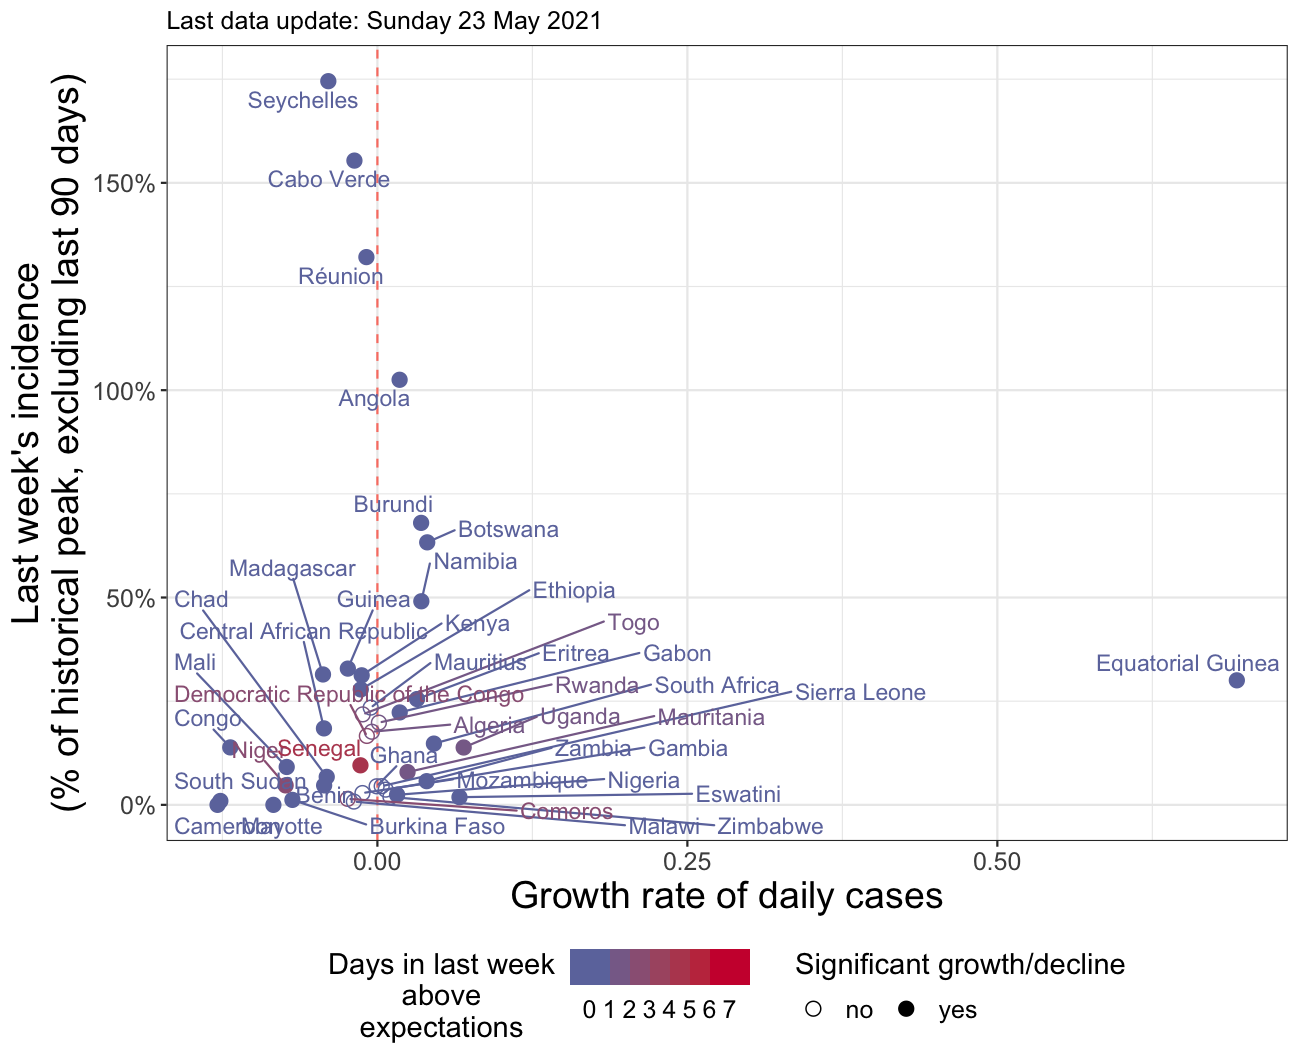 Last data update: Sunday 23 May 2021
Last week's incidence
(% of historical peak, excluding last 90 days)
150%
100%
50%
0%
Seychelles
Cabo Verde
Réunion
Angola
Burundi
Botswana
Namibia
Madagascar
Ethiopia
Chad
Guinea
Togo
Kenya
Central African Republic
Eritrea
Gabon
Mali
Mauritius
Equatorial Guinea
Rwanda
South Africa
Sierra Leone
Democratic Republic of the Congo
Congo
Algeria
Uganda
Mauritania
Niger
Senegal
Ghana
Zambia
Gambia
South Sudan
Mozambique
Nigeria
Benin
Eswatini
Comoros
Cameroon
Mayotte
Burkina Faso
Malawi
Zimbabwe
0.00
0.25
0.50
Growth rate of daily cases
Days in last week
above
expectations
0 1 2 3 4 5 6 7
Significant growth/decline
no
yes